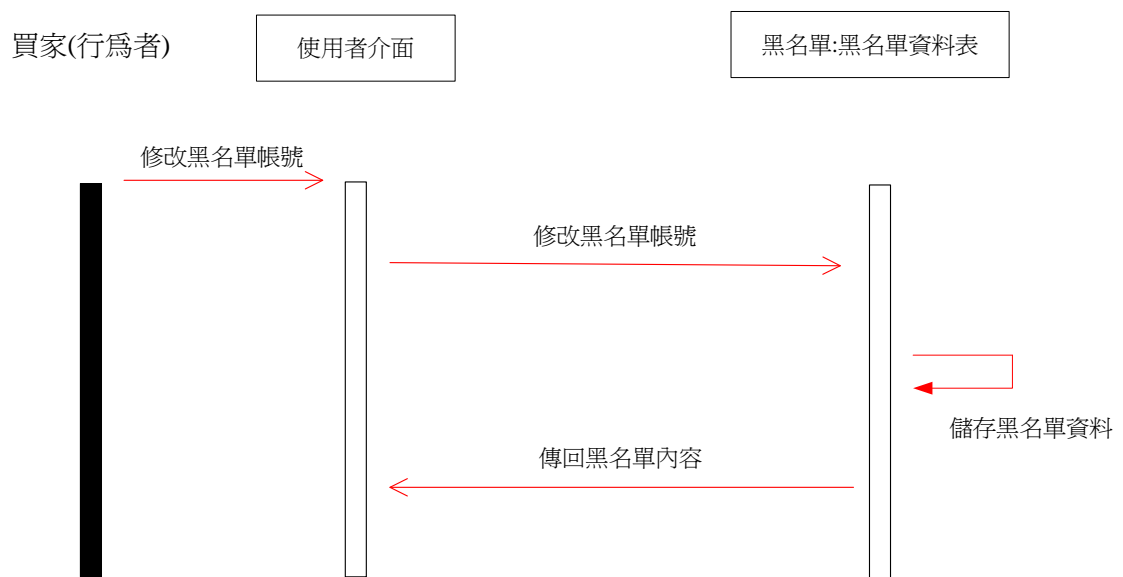 買家(行爲者)
使用者介面
黑名單:黑名單資料表
修改黑名單帳號
修改黑名單帳號
儲存黑名單資料
傳回黑名單內容